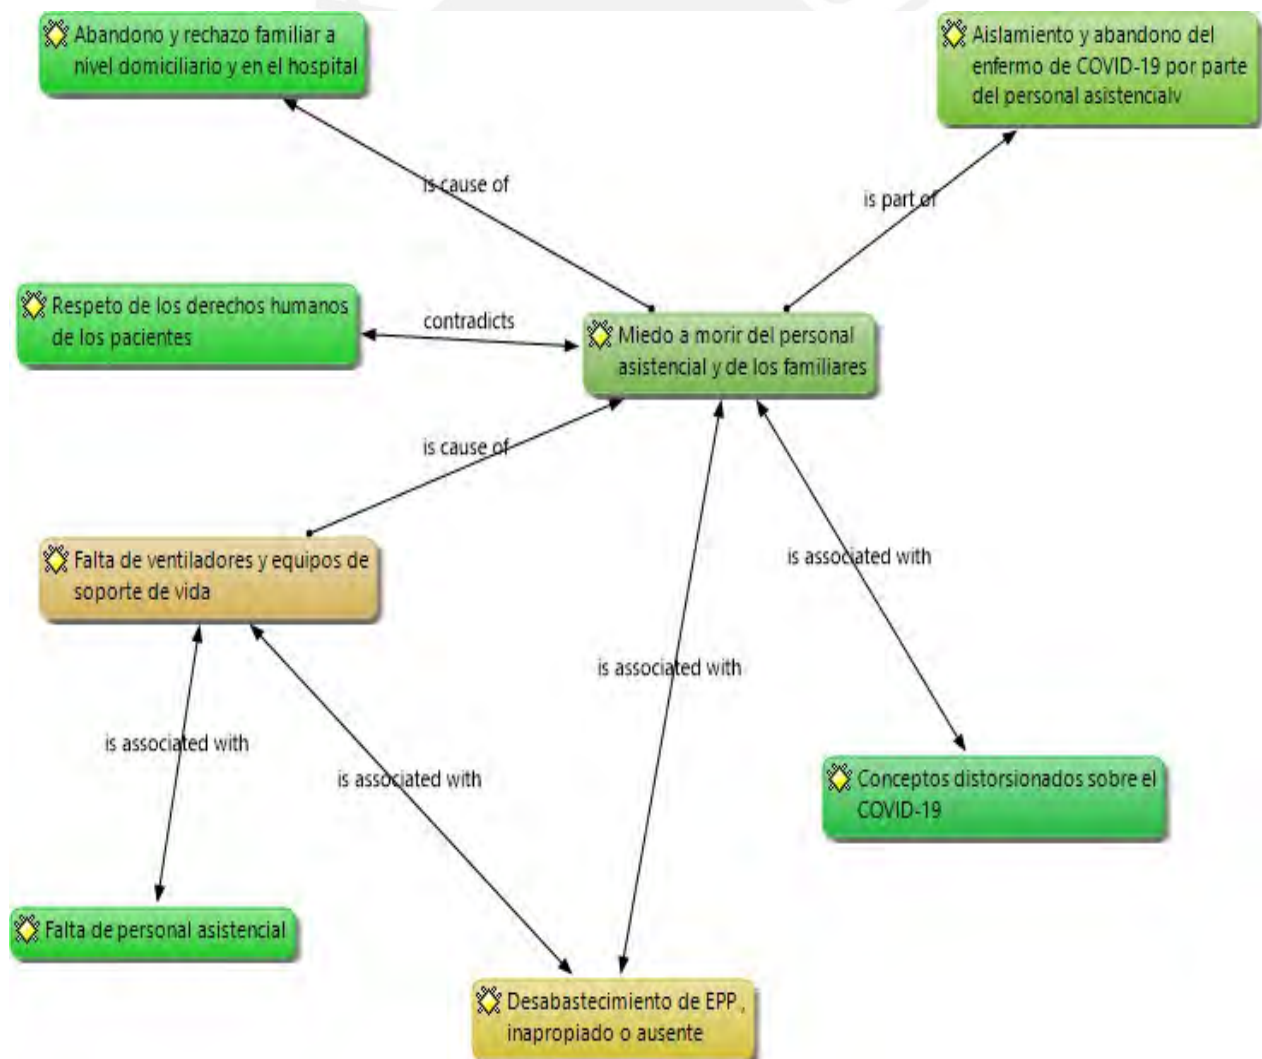 Abandono y rechazo familiar a
nivel domiciliario y en el hospital
Aislamiento y abandono del
enfermo de COVID-19 por parte
del personal asistencialv
is cause of
is part of
Respeto de los derechos humanos
de los pacientes
contradicts
Miedo a morir del personal
asistencial y de los familiares
is cause of
Falta de ventiladores y equipos de
soporte de vida
is associated with
is associated with
is associated with
is associated with
Conceptos distorsionados sobre el
COVID-19
Falta de personal asistencial
Desabastecimiento de EPP ,
inapropiado o ausente